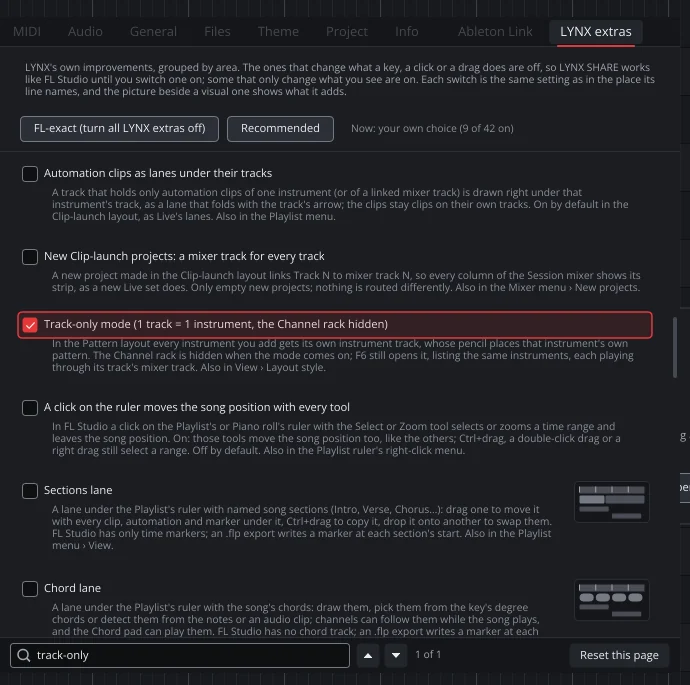 MIDI Audio General Files Theme Project Info Ableton Link LYNX extras
LYNX's own improvements, grouped by area. The ones that change what a key, a click or a drag does are off, so LYNX SHARE works
like FL Studio until you switch one on; some that only change what you see are on. Each switch is the same setting as in the place its
line names, and the picture beside a visual one shows what it adds.
FL-exact (turn all LYNX extras off) Recommended Now: your own choice (9 of 42 on)
Automation clips as lanes under their tracks
A track that holds only automation clips of one instrument (or of a linked mixer track) is drawn right under that
instrument's track, as a lane that folds with the track's arrow; the clips stay clips on their own tracks. On by default in the
Clip-launch layout, as Live's lanes. Also in the Playlist menu.
New Clip-launch projects: a mixer track for every track
A new project made in the Clip-launch layout links Track N to mixer track N, so every column of the Session mixer shows its
strip, as a new Live set does. Only empty new projects; nothing is routed differently. Also in the Mixer menu › New projects.
Track-only mode (1 track = 1 instrument, the Channel rack hidden)
In the Pattern layout every instrument you add gets its own instrument track, whose pencil places that instrument's own
pattern. The Channel rack is hidden when the mode comes on; F6 still opens it, listing the same instruments, each playing
through its track's mixer track. Also in View › Layout style.
A click on the ruler moves the song position with every tool
In FL Studio a click on the Playlist's or Piano roll's ruler with the Select or Zoom tool selects or zooms a time range and
leaves the song position. On: those tools move the song position too, like the others; Ctrl+drag, a double-click drag or a
right drag still select a range. Off by default. Also in the Playlist ruler's right-click menu.
Sections lane
A lane under the Playlist's ruler with named song sections (Intro, Verse, Chorus...): drag one to move it
with every clip, automation and marker under it, Ctrl+drag to copy it, drop it onto another to swap them.
FL Studio has only time markers; an .flp export writes a marker at each section's start. Also in the Playlist
menu › View.
Chord lane
A lane under the Playlist's ruler with the song's chords: draw them, pick them from the key's degree
chords or detect them from the notes or an audio clip; channels can follow them while the song plays,
and the Chord pad can play them. FL Studio has no chord track; an .flp export writes a marker at each
track-only 1 of 1 Reset this page